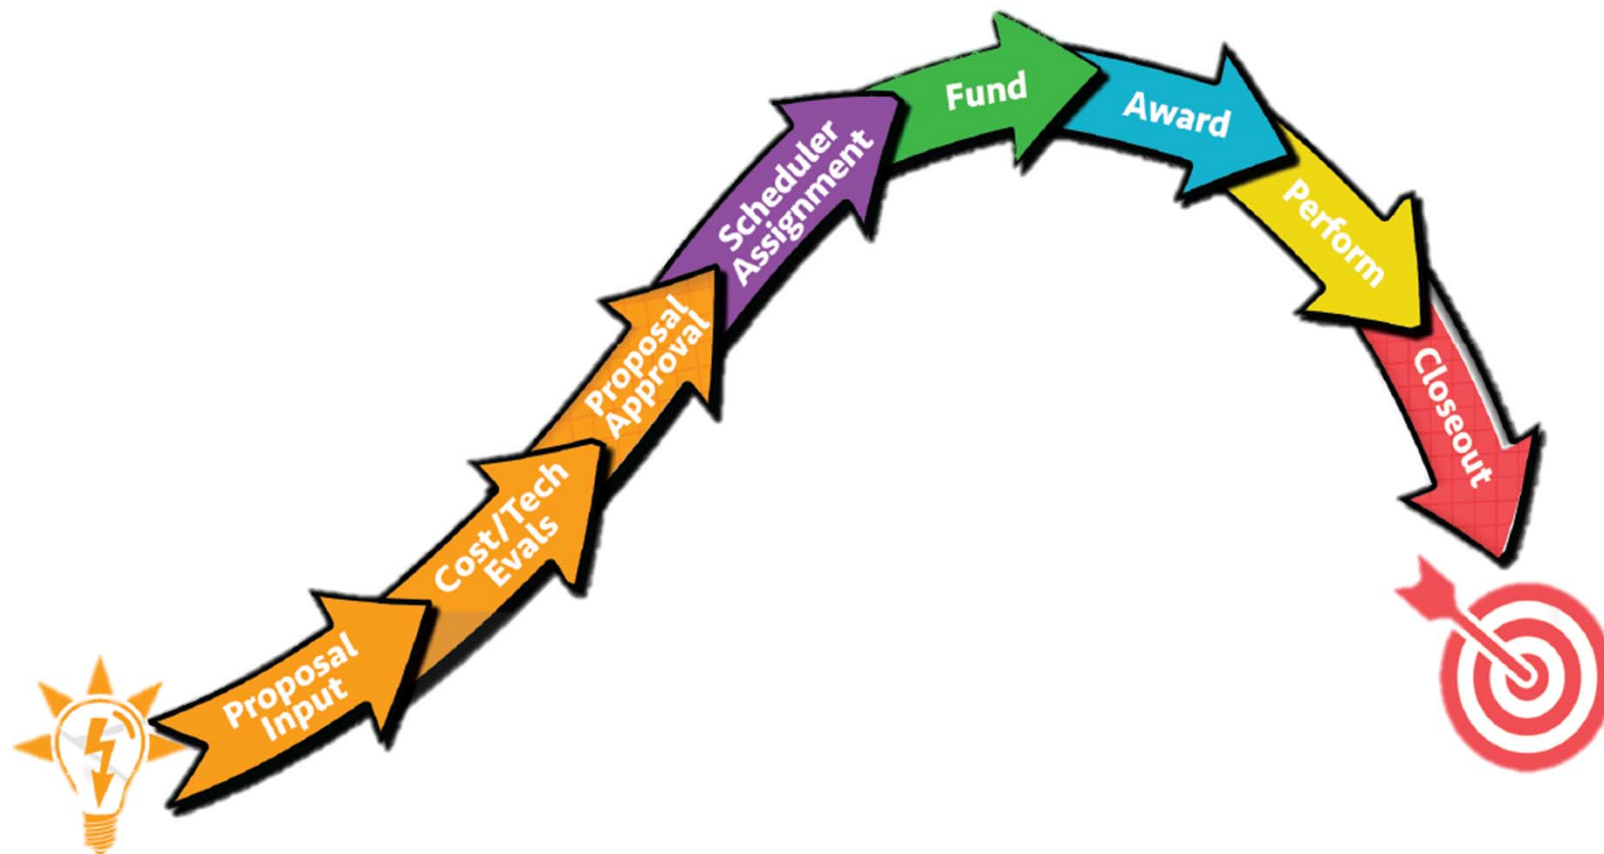 Proposal
Input
Cost/Tech
Evals
Proposal
Approval
Scheduler
Assignment
Fund
Award
Perform
Closeout